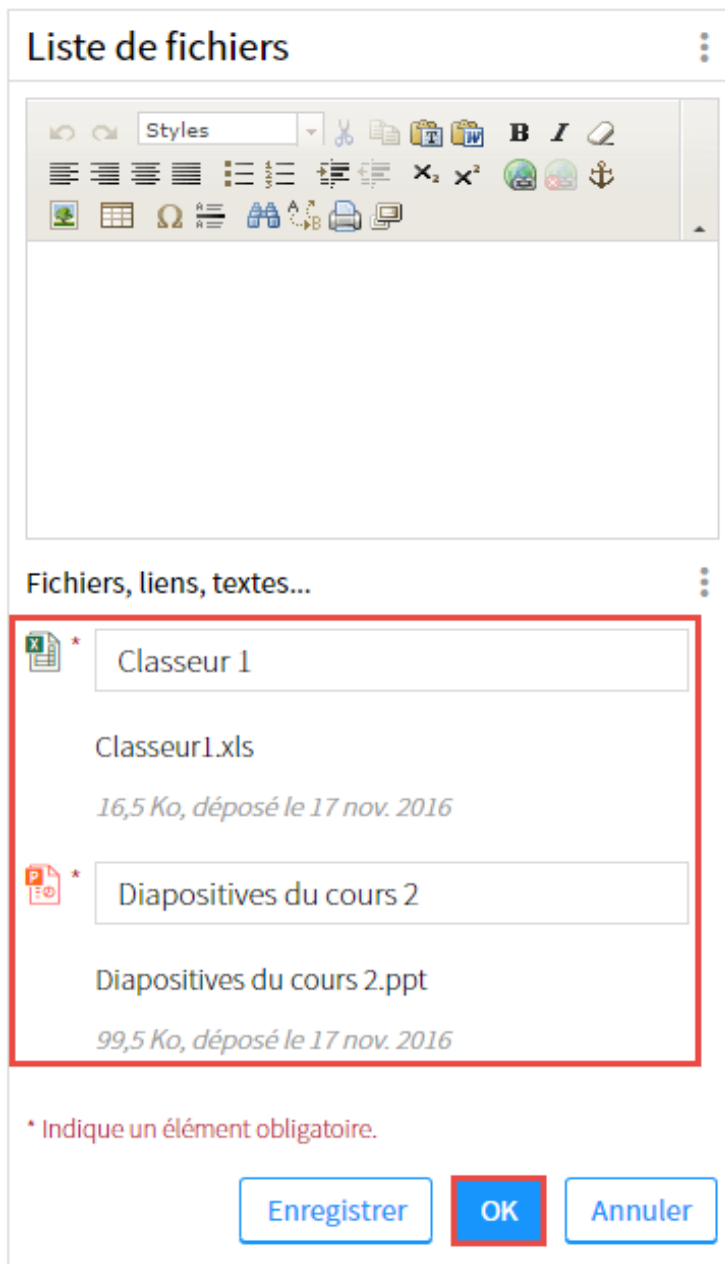 Liste de fichiers
Styles
Fichiers, liens, textes...
* Classeur 1
Classeur1.xls
16,5 Ko, déposé le 17 nov. 2016
* Diapositives du cours 2
Diapositives du cours 2.ppt
99,5 Ko, déposé le 17 nov. 2016
* Indique un élément obligatoire.
Enregistrer OK Annuler